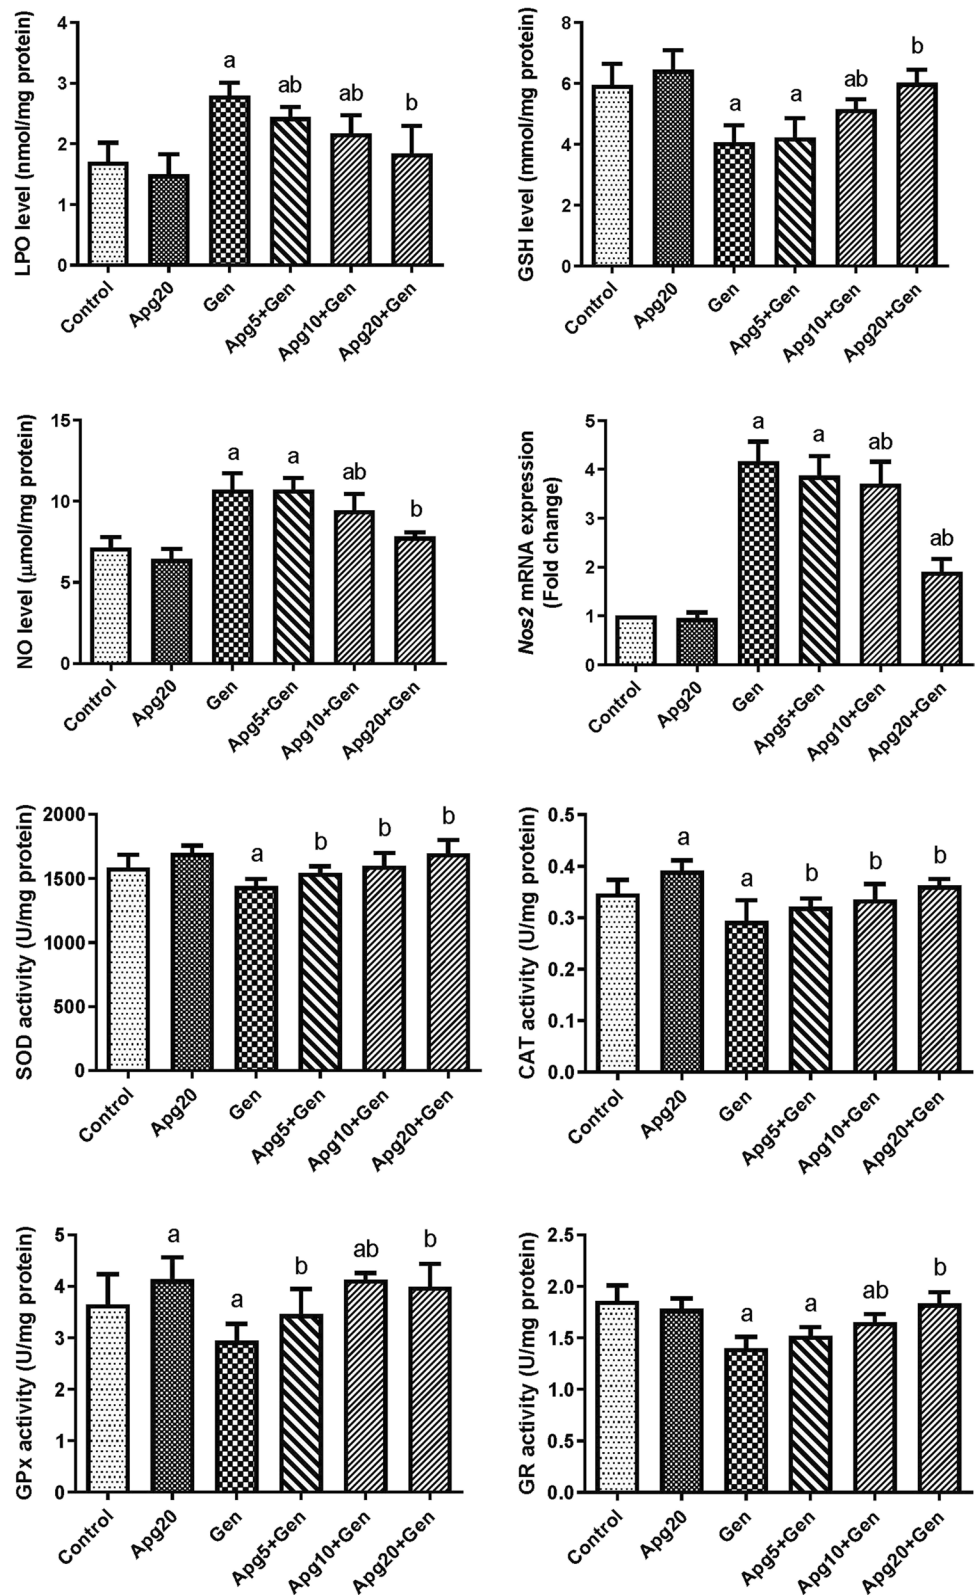 LPO level (nmol/mg protein)
4
3
2
1
0
a
ab
ab
b
Control
Apg20
Gen
Apg5+Gen
Apg10+Gen
Apg20+Gen
GSH level (mmol/mg protein)
8
6
4
2
0
a
a
ab
b
Control
Apg20
Gen
Apg5+Gen
Apg10+Gen
Apg20+Gen
NO level (µmol/mg protein)
15
10
5
0
a
a
ab
b
Control
Apg20
Gen
Apg5+Gen
Apg10+Gen
Apg20+Gen
Nos2 mRNA expression
(Fold change)
5
4
3
2
1
0
a
a
ab
ab
Control
Apg20
Gen
Apg5+Gen
Apg10+Gen
Apg20+Gen
SOD activity (U/mg protein)
2000
1500
1000
500
0
a
b
b
b
Control
Apg20
Gen
Apg5+Gen
Apg10+Gen
Apg20+Gen
CAT activity (U/mg protein)
0.5
0.4
0.3
0.2
0.1
0.0
a
a
b
b
b
Control
Apg20
Gen
Apg5+Gen
Apg10+Gen
Apg20+Gen
GPx activity (U/mg protein)
5
4
3
2
1
0
a
a
b
ab
b
Control
Apg20
Gen
Apg5+Gen
Apg10+Gen
Apg20+Gen
GR activity (U/mg protein)
2.5
2.0
1.5
1.0
0.5
0.0
a
a
ab
b
Control
Apg20
Gen
Apg5+Gen
Apg10+Gen
Apg20+Gen